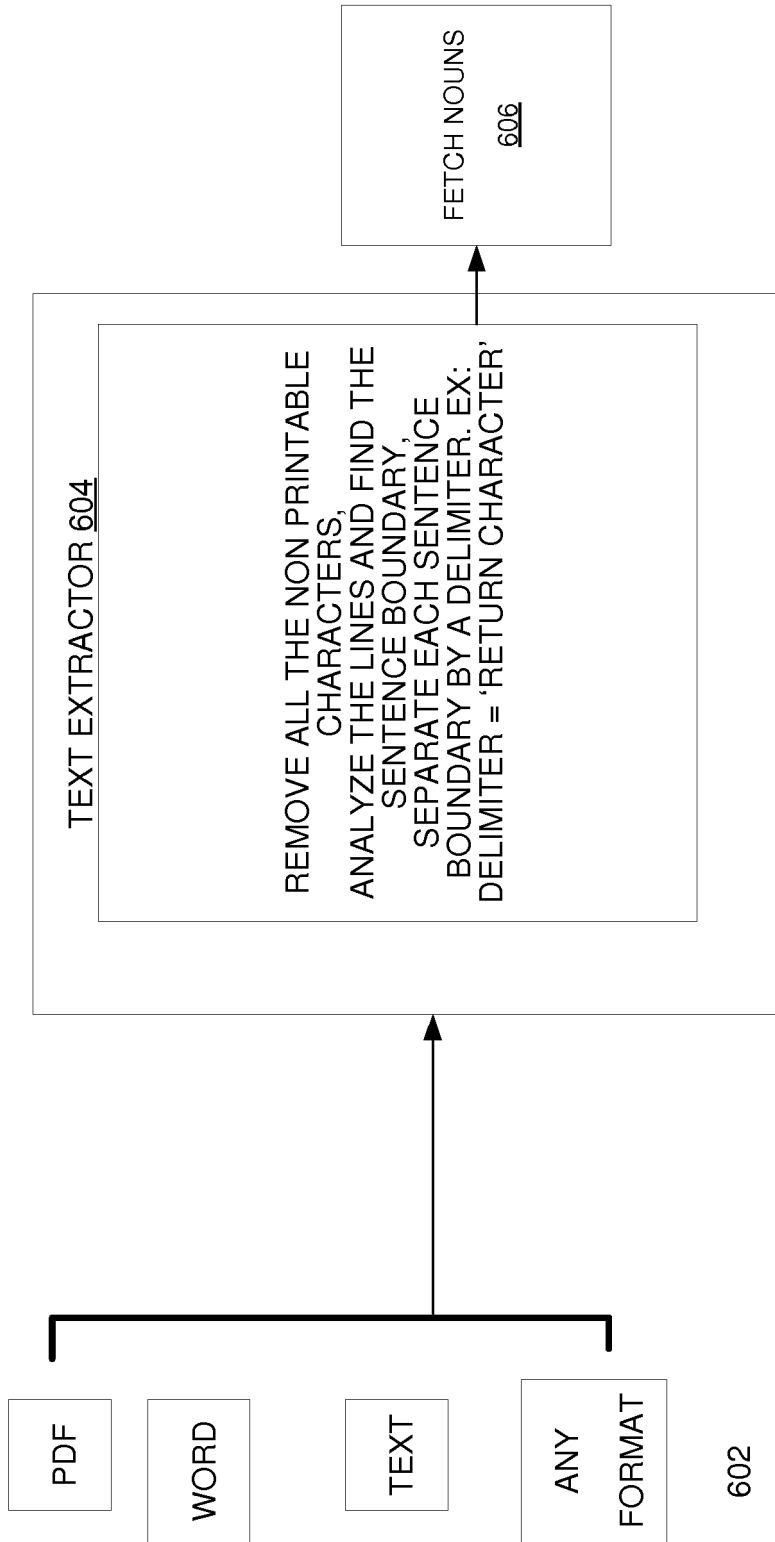 PDF
WORD
TEXT
ANY
FORMAT
602
TEXT EXTRACTOR 604
REMOVE ALL THE NON PRINTABLE
CHARACTERS,
ANALYZE THE LINES AND FIND THE
SENTENCE BOUNDARY,
SEPARATE EACH SENTENCE
BOUNDARY BY A DELIMITER. EX:
DELIMITER = ‘RETURN CHARACTER’
FETCH NOUNS
606